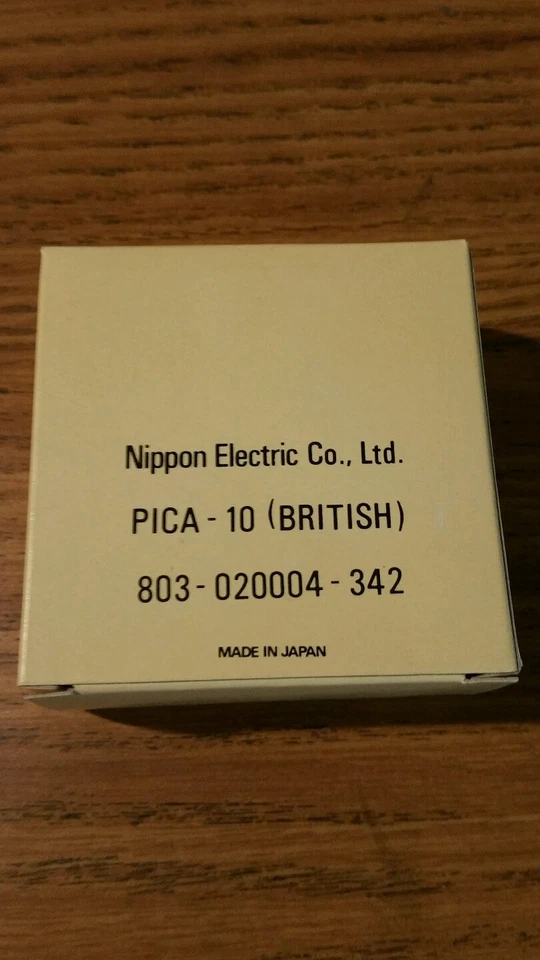 Nippon Electric Co., Ltd.
PICA - 10 (BRITISH)
803 - 020004 - 342
MADE IN JAPAN